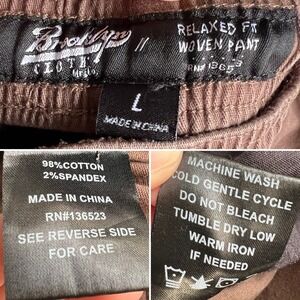 Brooklyn
CLOTH
Mfg.Co.
//
RELAXED FIT
WOVEN PANT
L
MADE IN CHINA
98%COTTON
2%SPANDEX
MADE IN CHINA
RN#136523
SEE REVERSE SIDE
FOR CARE
MACHINE WASH
COLD GENTLE CYCLE
DO NOT BLEACH
TUMBLE DRY LOW
WARM IRON
IF NEEDED